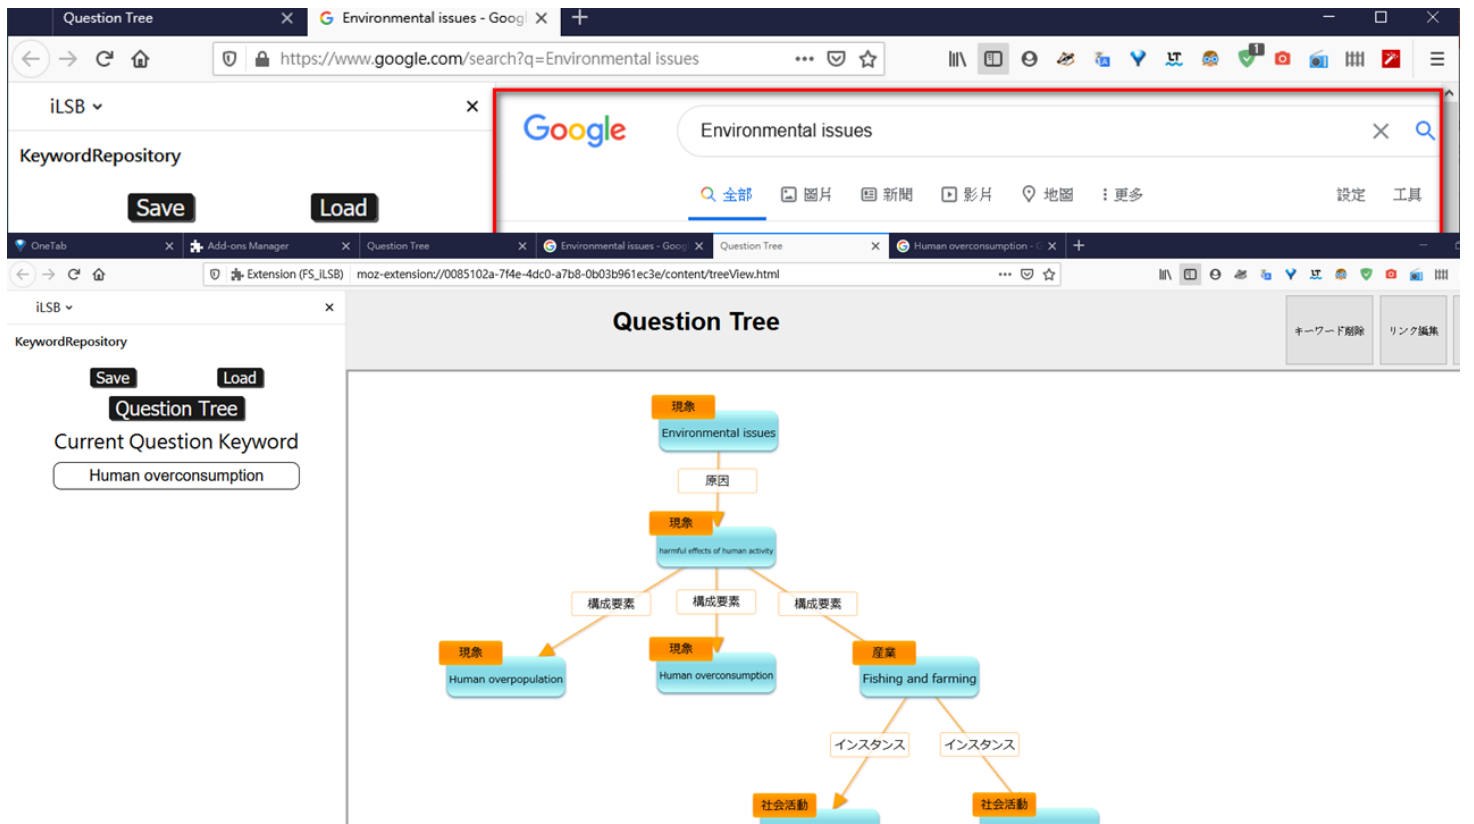 Question Tree
Environmental issues - Googl
https://www.google.com/search?q=Environmental issues
1
iLSB
KeywordRepository
Save
Load
Google
Environmental issues
全部
圖片
新聞
影片
地圖
更多
設定
工具
OneTab
Add-ons Manager
Question Tree
Environmental issues - Goog
Question Tree
Human overconsumption - G
Extension (FS_iLSB)
moz-extension://0085102a-7f4e-4dc0-a7b8-0b03b961ec3e/content/treeView.html
iLSB
KeywordRepository
Save
Load
Question Tree
Current Question Keyword
Human overconsumption
Question Tree
キーワード削除
リンク編集
現象
Environmental issues
原因
現象
harmful effects of human activity
構成要素
構成要素
構成要素
現象
Human overpopulation
現象
Human overconsumption
産業
Fishing and farming
インスタンス
インスタンス
社会活動
社会活動